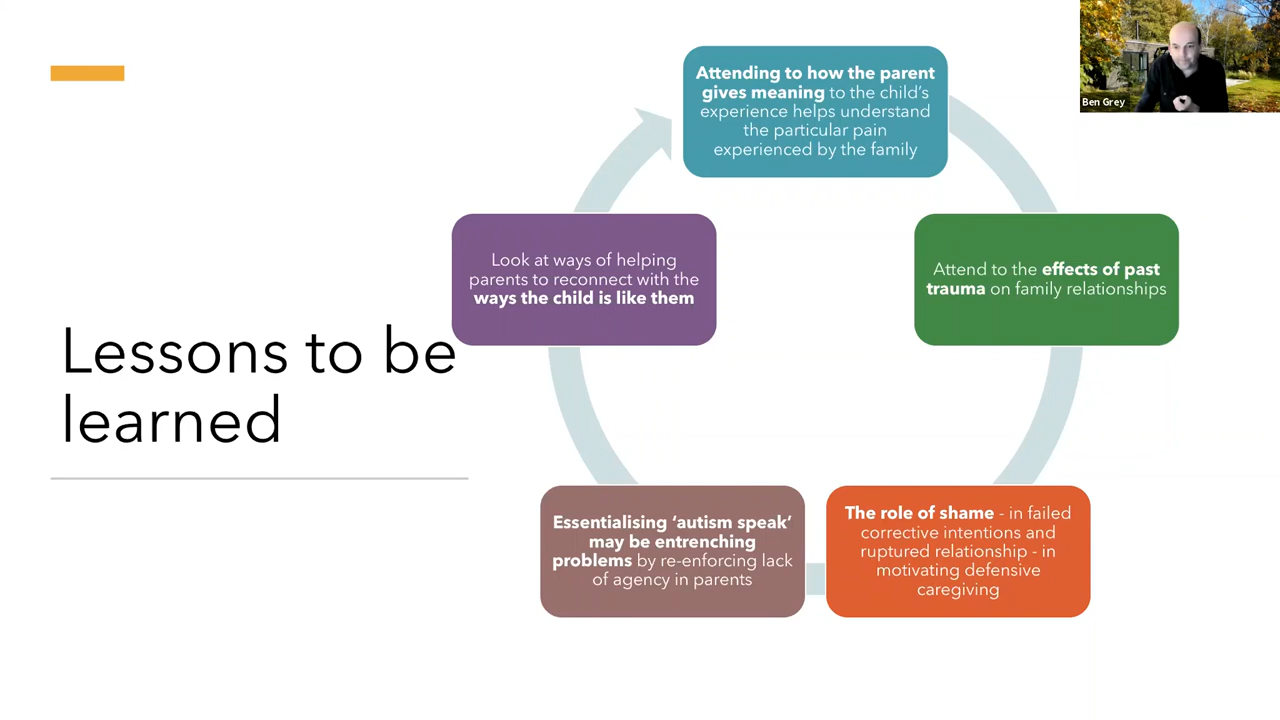 Lessons to be
learned
Attending to how the parent
gives meaning to the child's
experience helps understand
the particular pain
experienced by the family
Attend to the effects of past
trauma on family relationships
The role of shame - in failed
corrective intentions and
ruptured relationship - in
motivating defensive
caregiving
Essentialising ‘autism speak’
may be entrenching
problems by re-enforcing lack
of agency in parents
Look at ways of helping
parents to reconnect with the
ways the child is like them
Ben Grey